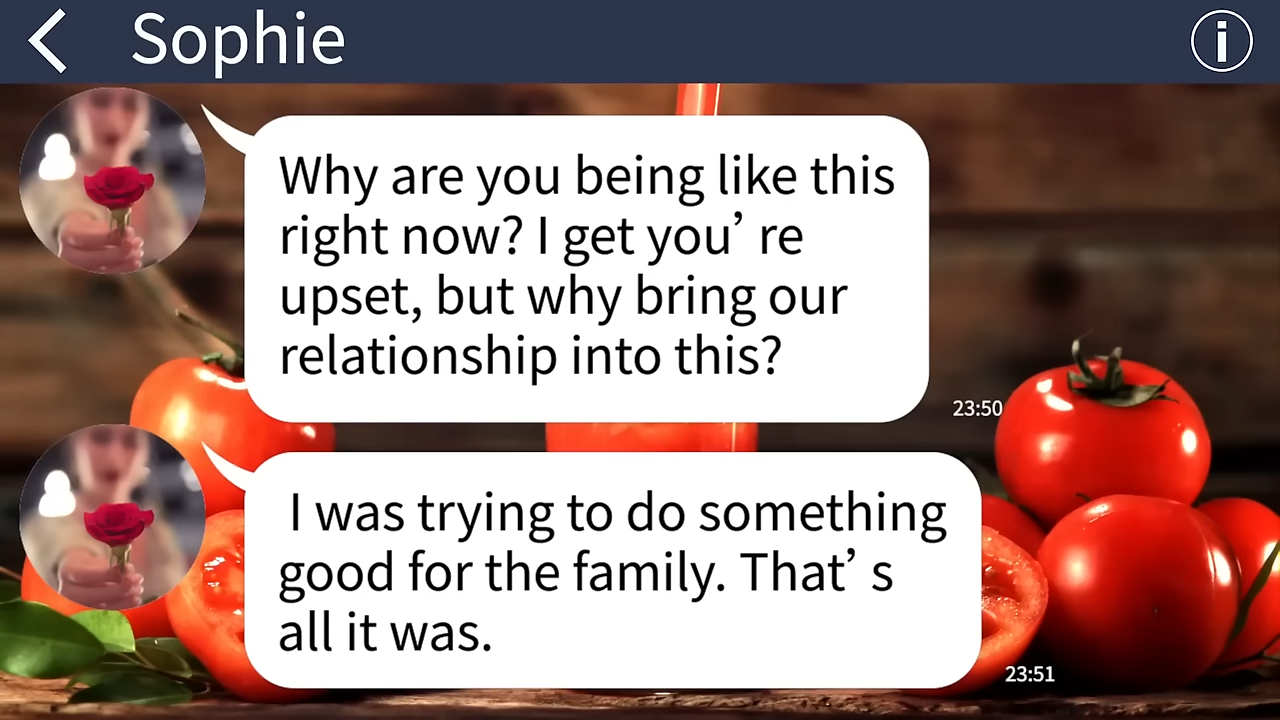 Sophie
Why are you being like this
right now? I get you’ re
upset, but why bring our
relationship into this?
23:50
I was trying to do something
good for the family. That’ s
all it was.
23:51